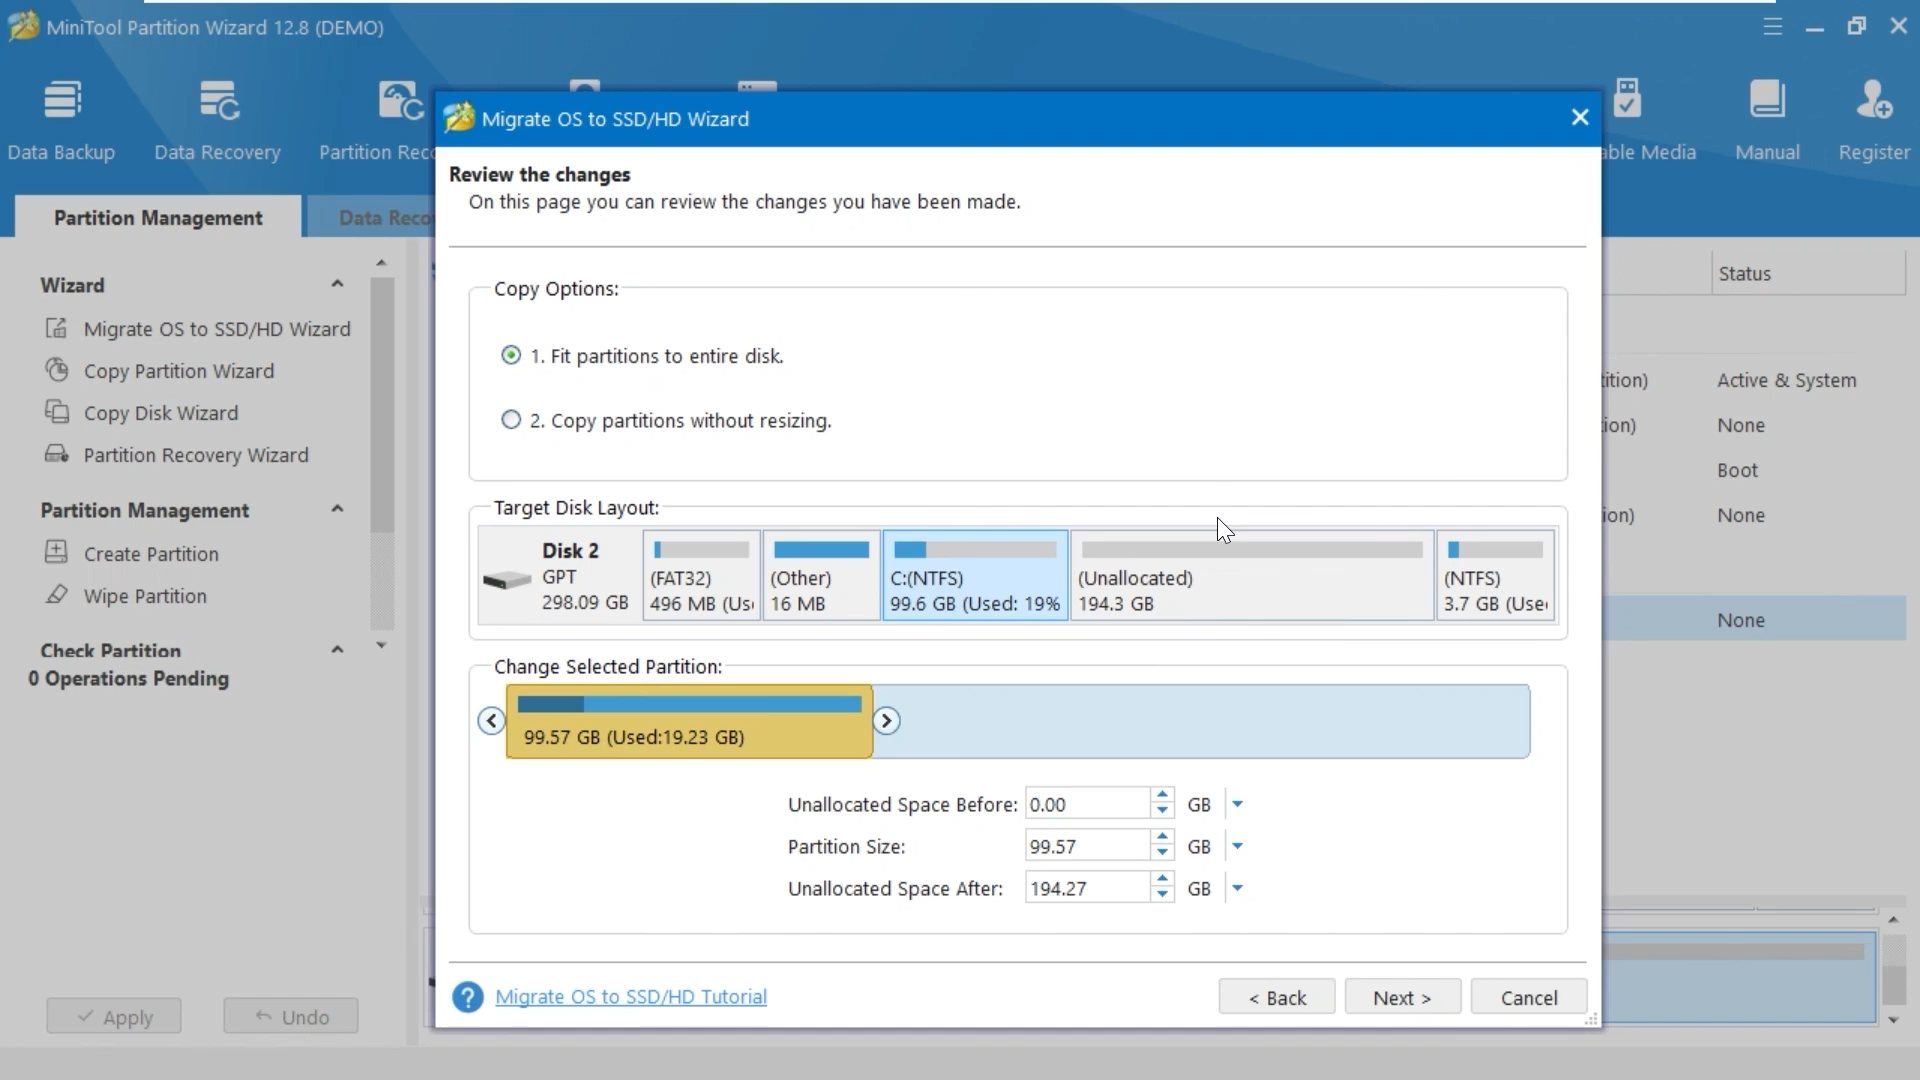 MiniTool Partition Wizard 12.8 (DEMO)
Data Backup
Data Recovery
Partition Reco
able Media
Manual
Register
Partition Management
Data Reco
Wizard
Migrate OS to SSD/HD Wizard
Copy Partition Wizard
Copy Disk Wizard
Partition Recovery Wizard
Partition Management
Create Partition
Wipe Partition
Check Partition
0 Operations Pending
Apply
Undo
Migrate OS to SSD/HD Wizard
Review the changes
On this page you can review the changes you have been made.
Copy Options:
1. Fit partitions to entire disk.
2. Copy partitions without resizing.
Target Disk Layout:
Disk 2
GPT
298.09 GB
(FAT32)
496 MB (Us
(Other)
16 MB
C:(NTFS)
99.6 GB (Used: 19%
(Unallocated)
194.3 GB
(NTFS)
3.7 GB (Use
Change Selected Partition:
99.57 GB (Used:19.23 GB)
Unallocated Space Before: 0.00 GB
Partition Size: 99.57 GB
Unallocated Space After: 194.27 GB
? Migrate OS to SSD/HD Tutorial
< Back
Next >
Cancel
Status
tition) Active & System
ion) None
Boot
ion) None
None